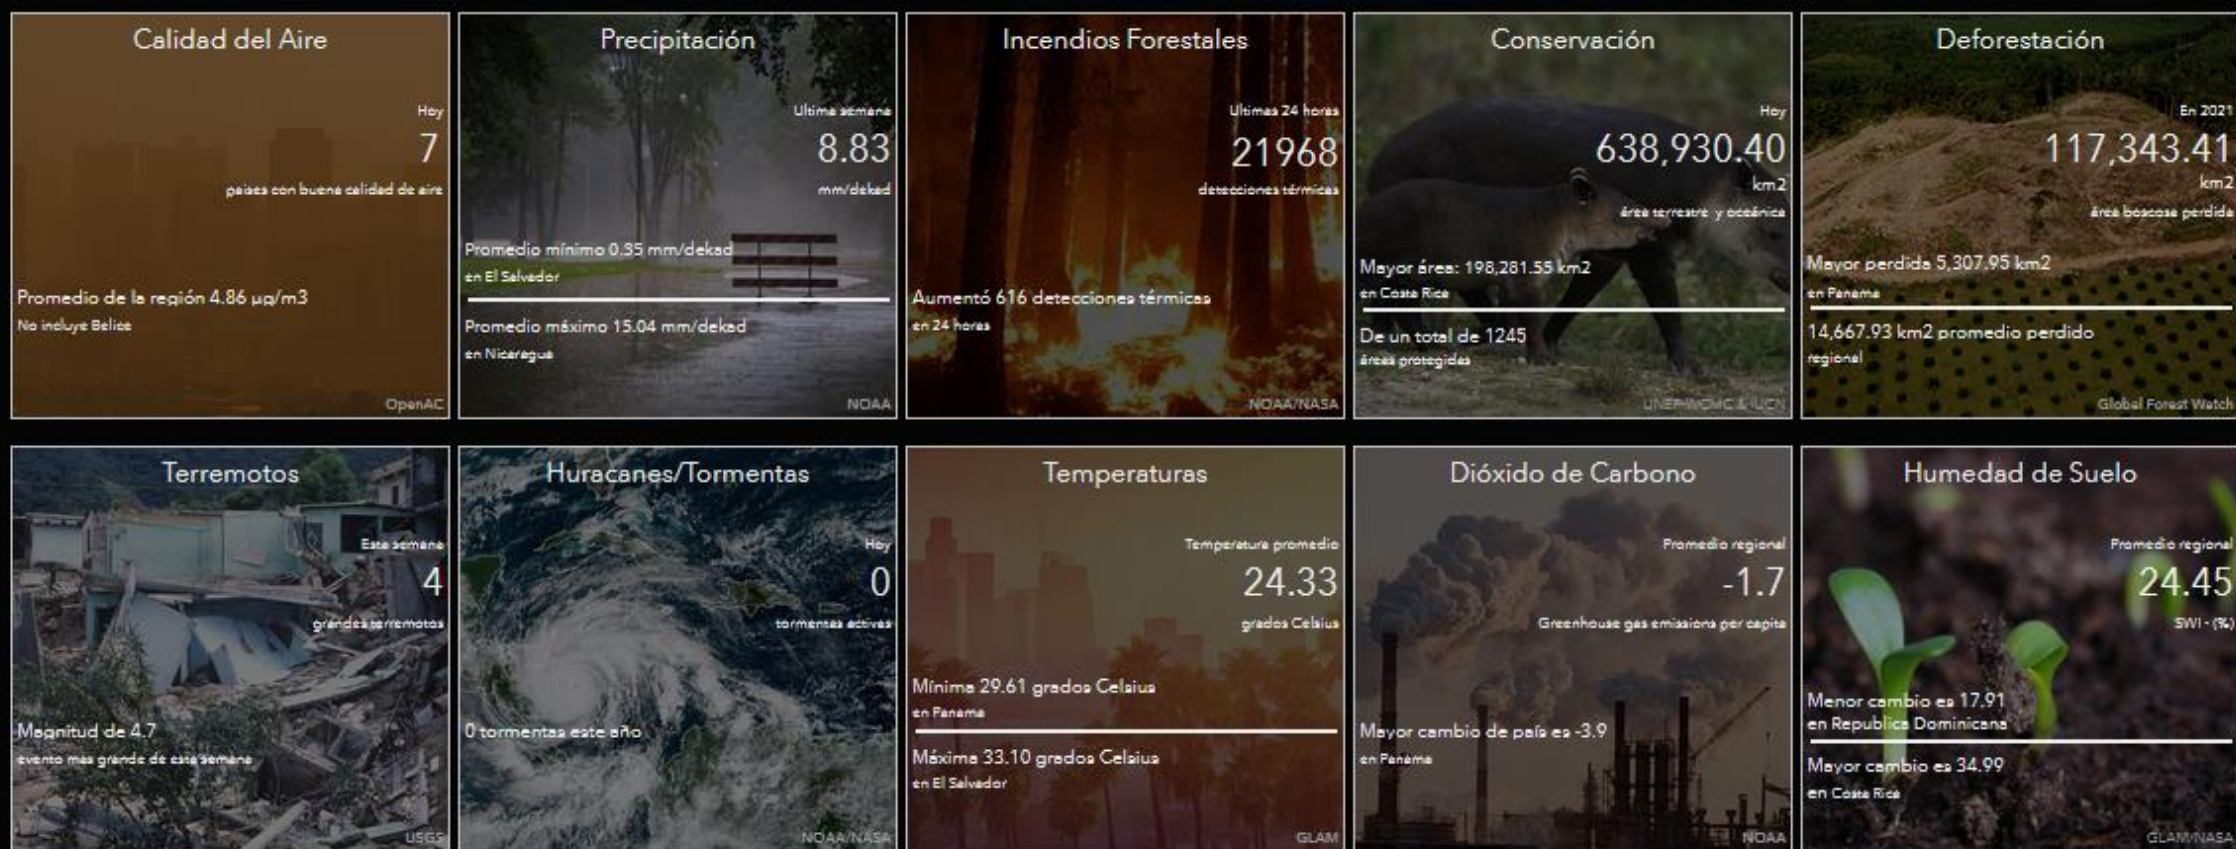 Calidad del Aire
Hoy
7
paises con buena calidad de aire
Promedio de la región 4.86 µg/m3
No incluye Belice
OpenAC
Precipitación
Ultima semana
8.83
mm/dekad
Promedio mínimo 0.35 mm/dekad
en El Salvador
Promedio máximo 15.04 mm/dekad
en Nicaragua
NOAA
Incendios Forestales
Ultimas 24 horas
21968
detecciones térmicas
Aumentó 616 detecciones térmicas
en 24 horas
NOAA/NASA
Conservación
Hoy
638,930.40
km2
área terrestre y oceánica
Mayor área: 198,281.55 km2
en Costa Rica
De un total de 1245
áreas protegidas
UNEP-WCMC & IUCN
Deforestación
En 2021
117,343.41
km2
área boscosa perdida
Mayor perdida 5,307.95 km2
en Panama
14,667.93 km2 promedio perdido
regional
Global Forest Watch
Terremotos
Esta semana
4
grandes terremotos
Magnitud de 4.7
evento mas grande de esta semana
USGS
Huracanes/Tormentas
Hoy
0
tormentas activas
0 tormentas este año
NOAA/NASA
Temperaturas
Temperatura promedio
24.33
grados Celsius
Mínima 29.61 grados Celsius
en Panama
Máxima 33.10 grados Celsius
en El Salvador
GLAM
Dióxido de Carbono
Promedio regional
-1.7
Greenhouse gas emissions per capita
Mayor cambio de país es -3.9
en Panama
NOAA
Humedad de Suelo
Promedio regional
24.45
SWI - (%)
Menor cambio es 17.91
en Republica Dominicana
Mayor cambio es 34.99
en Costa Rica
GLAM/NASA